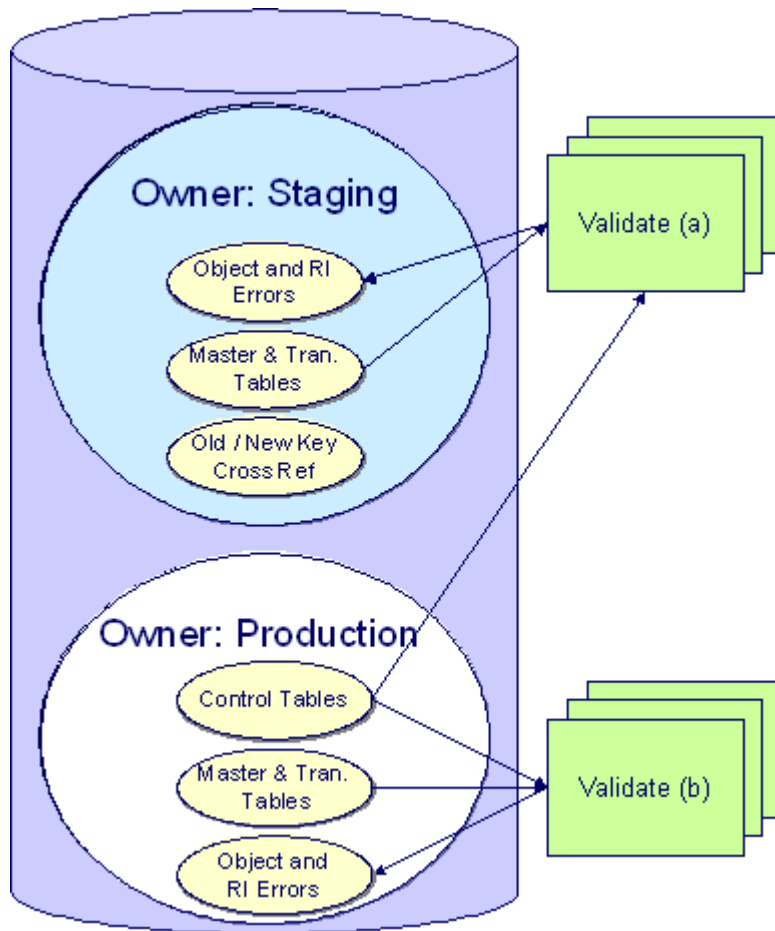 Owner: Staging
Object and RI
Errors
Master & Tran.
Tables
Old / New Key
Cross Ref
Validate (a)
Owner: Production
Control Tables
Master & Tran.
Tables
Object and
RI Errors
Validate (b)